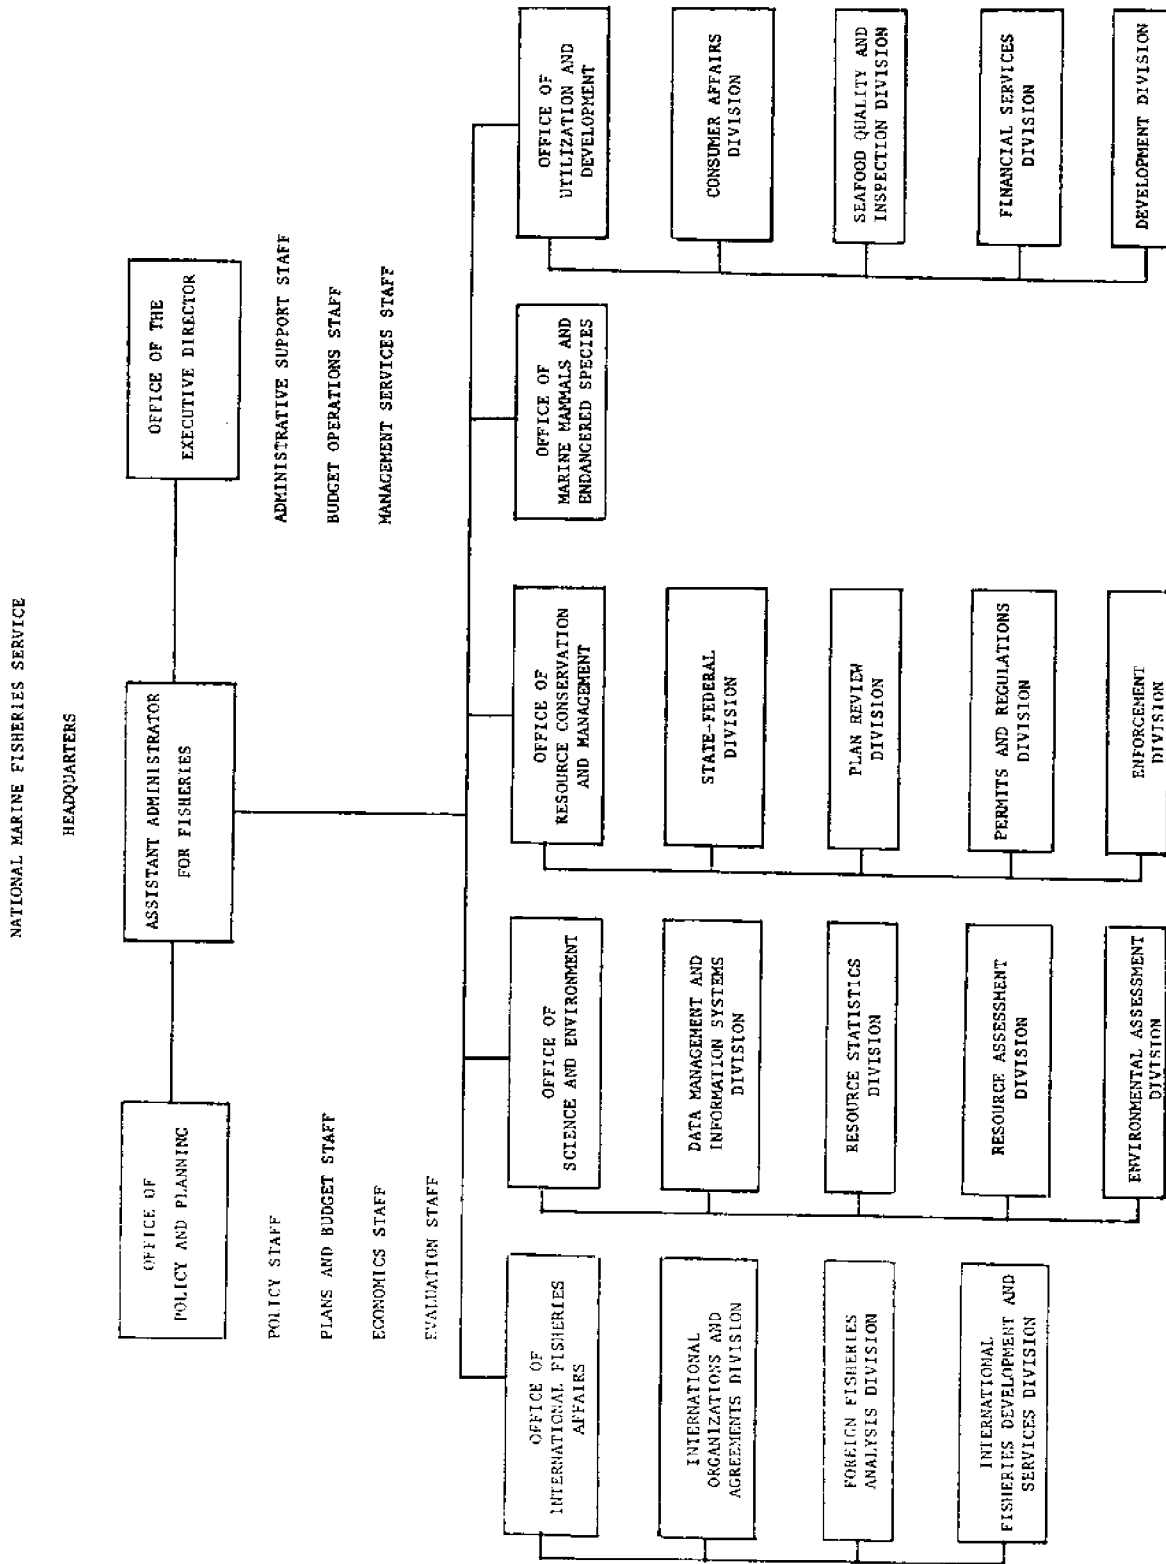 NATIONAL MARINE FISHERIES SERVICE
HEADQUARTERS
OFFICE OF
POLICY AND PLANNING
ASSISTANT ADMINISTRATOR
FOR FISHERIES
OFFICE OF THE
EXECUTIVE DIRECTOR
POLICY STAFF
PLANS AND BUDGET STAFF
ECONOMICS STAFF
EVALUATION STAFF
ADMINISTRATIVE SUPPORT STAFF
BUDGET OPERATIONS STAFF
MANAGEMENT SERVICES STAFF
OFFICE OF
INTERNATIONAL FISHERIES
AFFAIRS
INTERNATIONAL
ORGANIZATIONS AND
AGREEMENTS DIVISION
FOREIGN FISHERIES
ANALYSIS DIVISION
INTERNATIONAL
FISHERIES DEVELOPMENT AND
SERVICES DIVISION
OFFICE OF
SCIENCE AND ENVIRONMENT
DATA MANAGEMENT AND
INFORMATION SYSTEMS
DIVISION
RESOURCE STATISTICS
DIVISION
RESOURCE ASSESSMENT
DIVISION
ENVIRONMENTAL ASSESSMENT
DIVISION
OFFICE OF
RESOURCE CONSERVATION
AND MANAGEMENT
STATE-FEDERAL
DIVISION
PLAN REVIEW
DIVISION
PERMITS AND REGULATIONS
DIVISION
ENFORCEMENT
DIVISION
OFFICE OF
MARINE MAMMALS AND
ENDANGERED SPECIES
OFFICE OF
UTILIZATION AND
DEVELOPMENT
CONSUMER AFFAIRS
DIVISION
SEAFOOD QUALITY AND
INSPECTION DIVISION
FINANCIAL SERVICES
DIVISION
DEVELOPMENT DIVISION